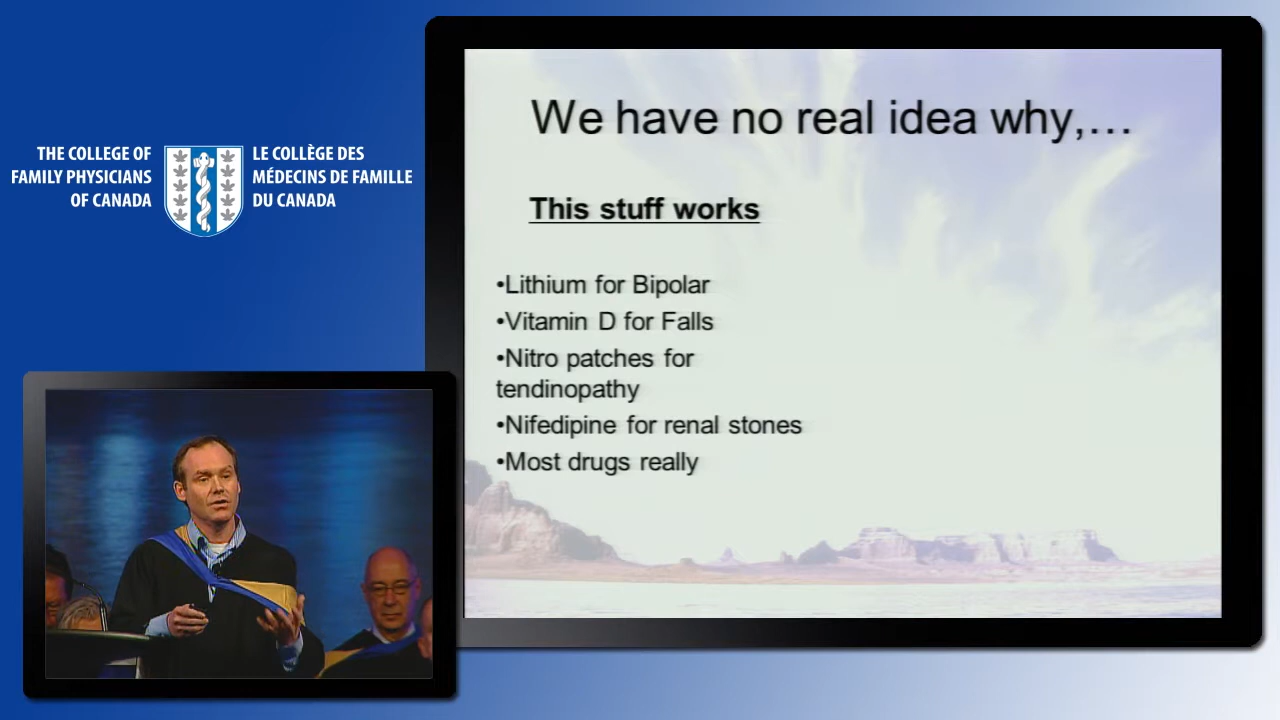 THE COLLEGE OF
FAMILY PHYSICIANS
OF CANADA
LE COLLÈGE DES
MÉDECINS DE FAMILLE
DU CANADA
We have no real idea why,…
This stuff works
•Lithium for Bipolar
•Vitamin D for Falls
•Nitro patches for
tendinopathy
•Nifedipine for renal stones
•Most drugs really